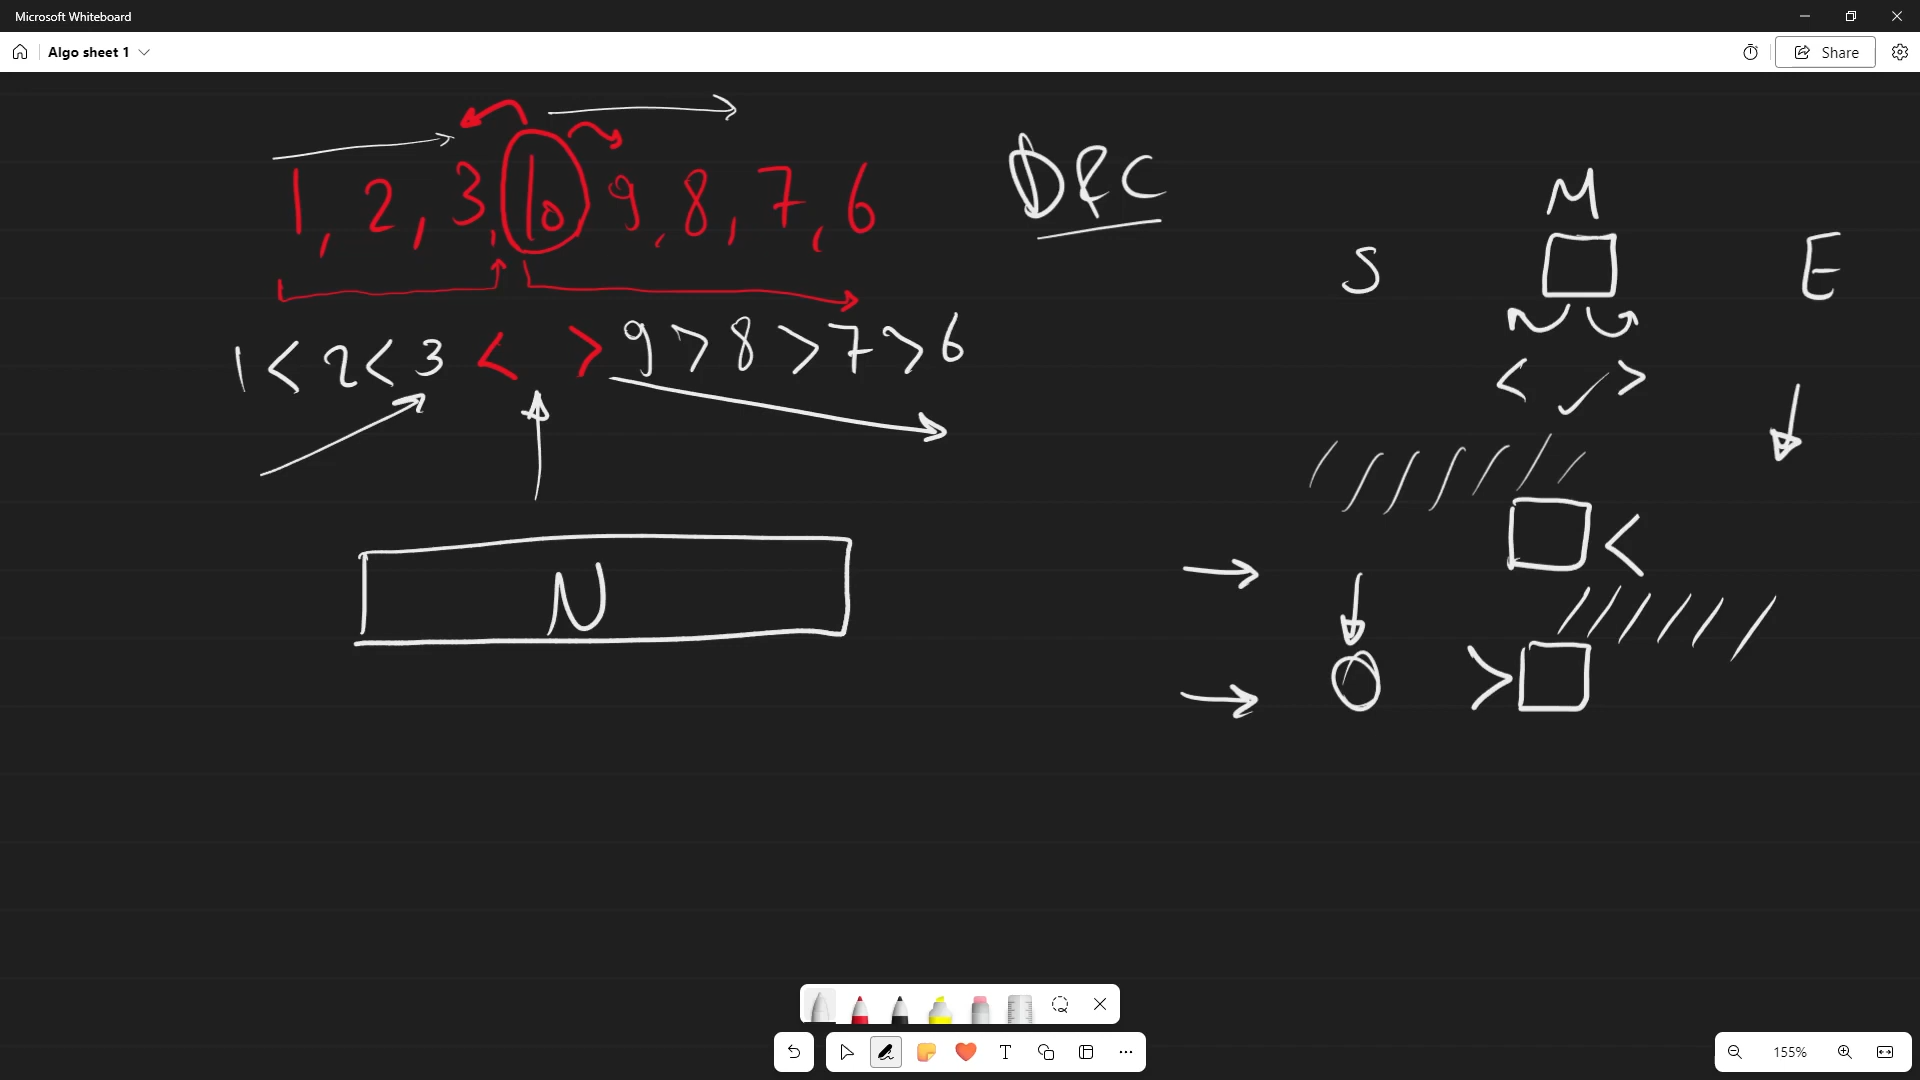 Microsoft Whiteboard
Algo sheet 1
Share
1, 2, 3, 10 9, 8, 7, 6
D&C
M
S
E
1 < 2 < 3 < > 9 > 8 > 7 > 6
< >
<
N
>
T
155%